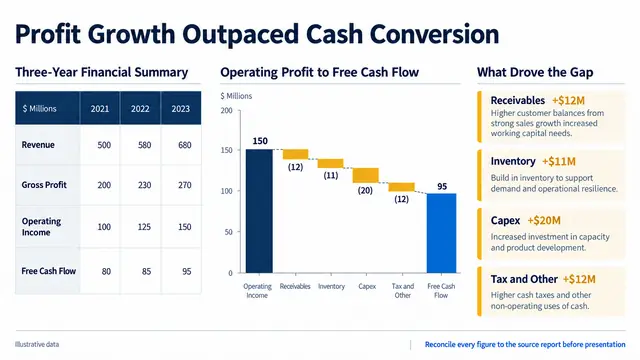 Profit Growth Outpaced Cash Conversion
Three-Year Financial Summary
$ Millions 2021 2022 2023
Revenue 500 580 680
Gross Profit 200 230 270
Operating
Income 100 125 150
Free Cash Flow 80 85 95
Operating Profit to Free Cash Flow
$ Millions
200
150
100
50
0
150
(12)
(11)
(20)
(12)
95
Operating
Income
Receivables
Inventory
Capex
Tax and
Other
Free Cash
Flow
What Drove the Gap
Receivables +$12M
Higher customer balances from
strong sales growth increased
working capital needs.
Inventory +$11M
Build in inventory to support
demand and operational resilience.
Capex +$20M
Increased investment in capacity
and product development.
Tax and Other +$12M
Higher cash taxes and other
non-operating uses of cash.
Illustrative data
Reconcile every figure to the source report before presentation